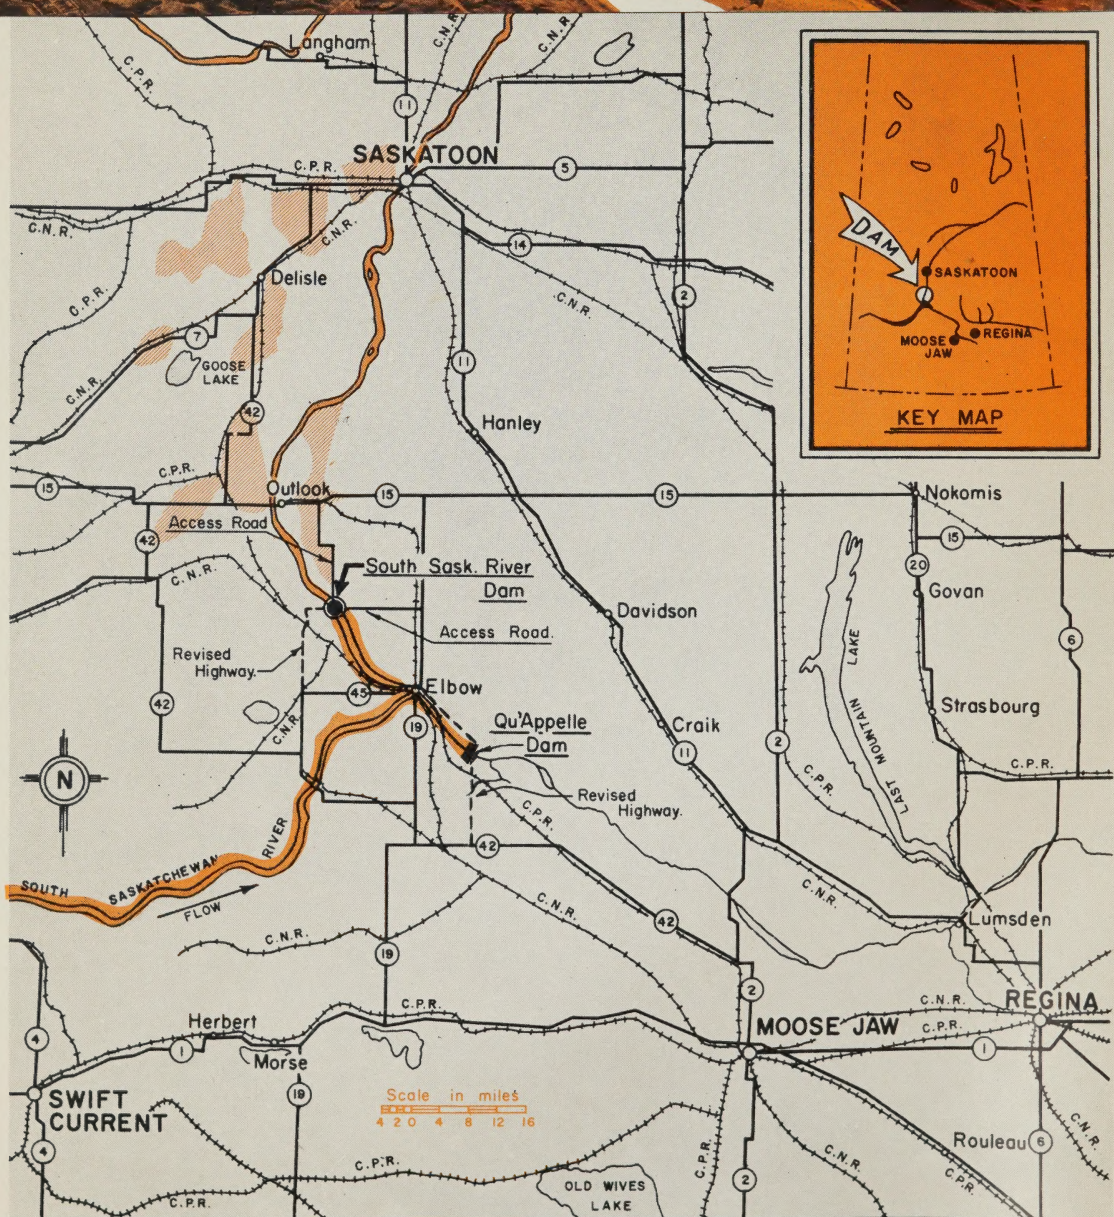 Langham
C.N.R.
C.N.R.
C.P.R.
11
SASKATOON
C.P.R.
5
C.N.R.
C.N.R.
14
Delisle
C.P.R.
C.N.R.
2
7
GOOSE
LAKE
11
C.N.R.
42
Hanley
DAM
SASKATOON
MOOSE
JAW
REGINA
KEY MAP
C.P.R.
15
Outlook
15
15
Nokomis
Access Road
42
15
C.N.R.
South Sask. River
Dam
20
Govan
Davidson
Access Road.
6
Revised
Highway.
LAKE
MOUNTAIN
LAST
45
Elbow
42
C.N.R.
19
Qu'Appelle
Dam
Craik
Strasbourg
11
2
N
C.P.R.
C.P.R.
Revised
Highway.
C.P.R.
42
SOUTH
SASKATCHEWAN
RIVER
FLOW
C.N.R.
C.N.R.
C.N.R.
42
Lumsden
19
2
C.P.R.
C.N.R.
REGINA
Herbert
MOOSE JAW
C.P.R.
4
1
Morse
1
SWIFT
CURRENT
19
Scale in miles
4 2 0 4 8 12 16
4
Rouleau
6
C.N.R.
C.P.R.
C.P.R.
C.N.R.
C.P.R.
C.P.R.
2
OLD WIVES
LAKE